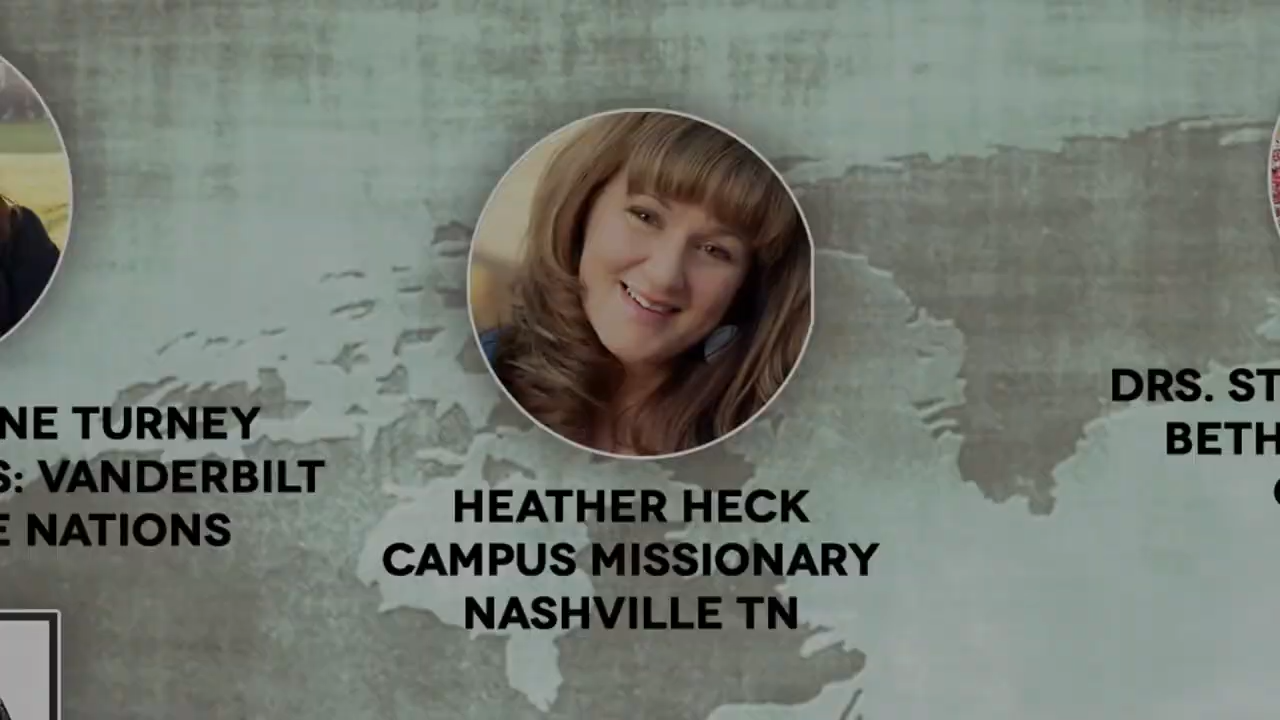 NE TURNEY
S: VANDERBILT
E NATIONS
HEATHER HECK
CAMPUS MISSIONARY
NASHVILLE TN
DRS. ST
BETH